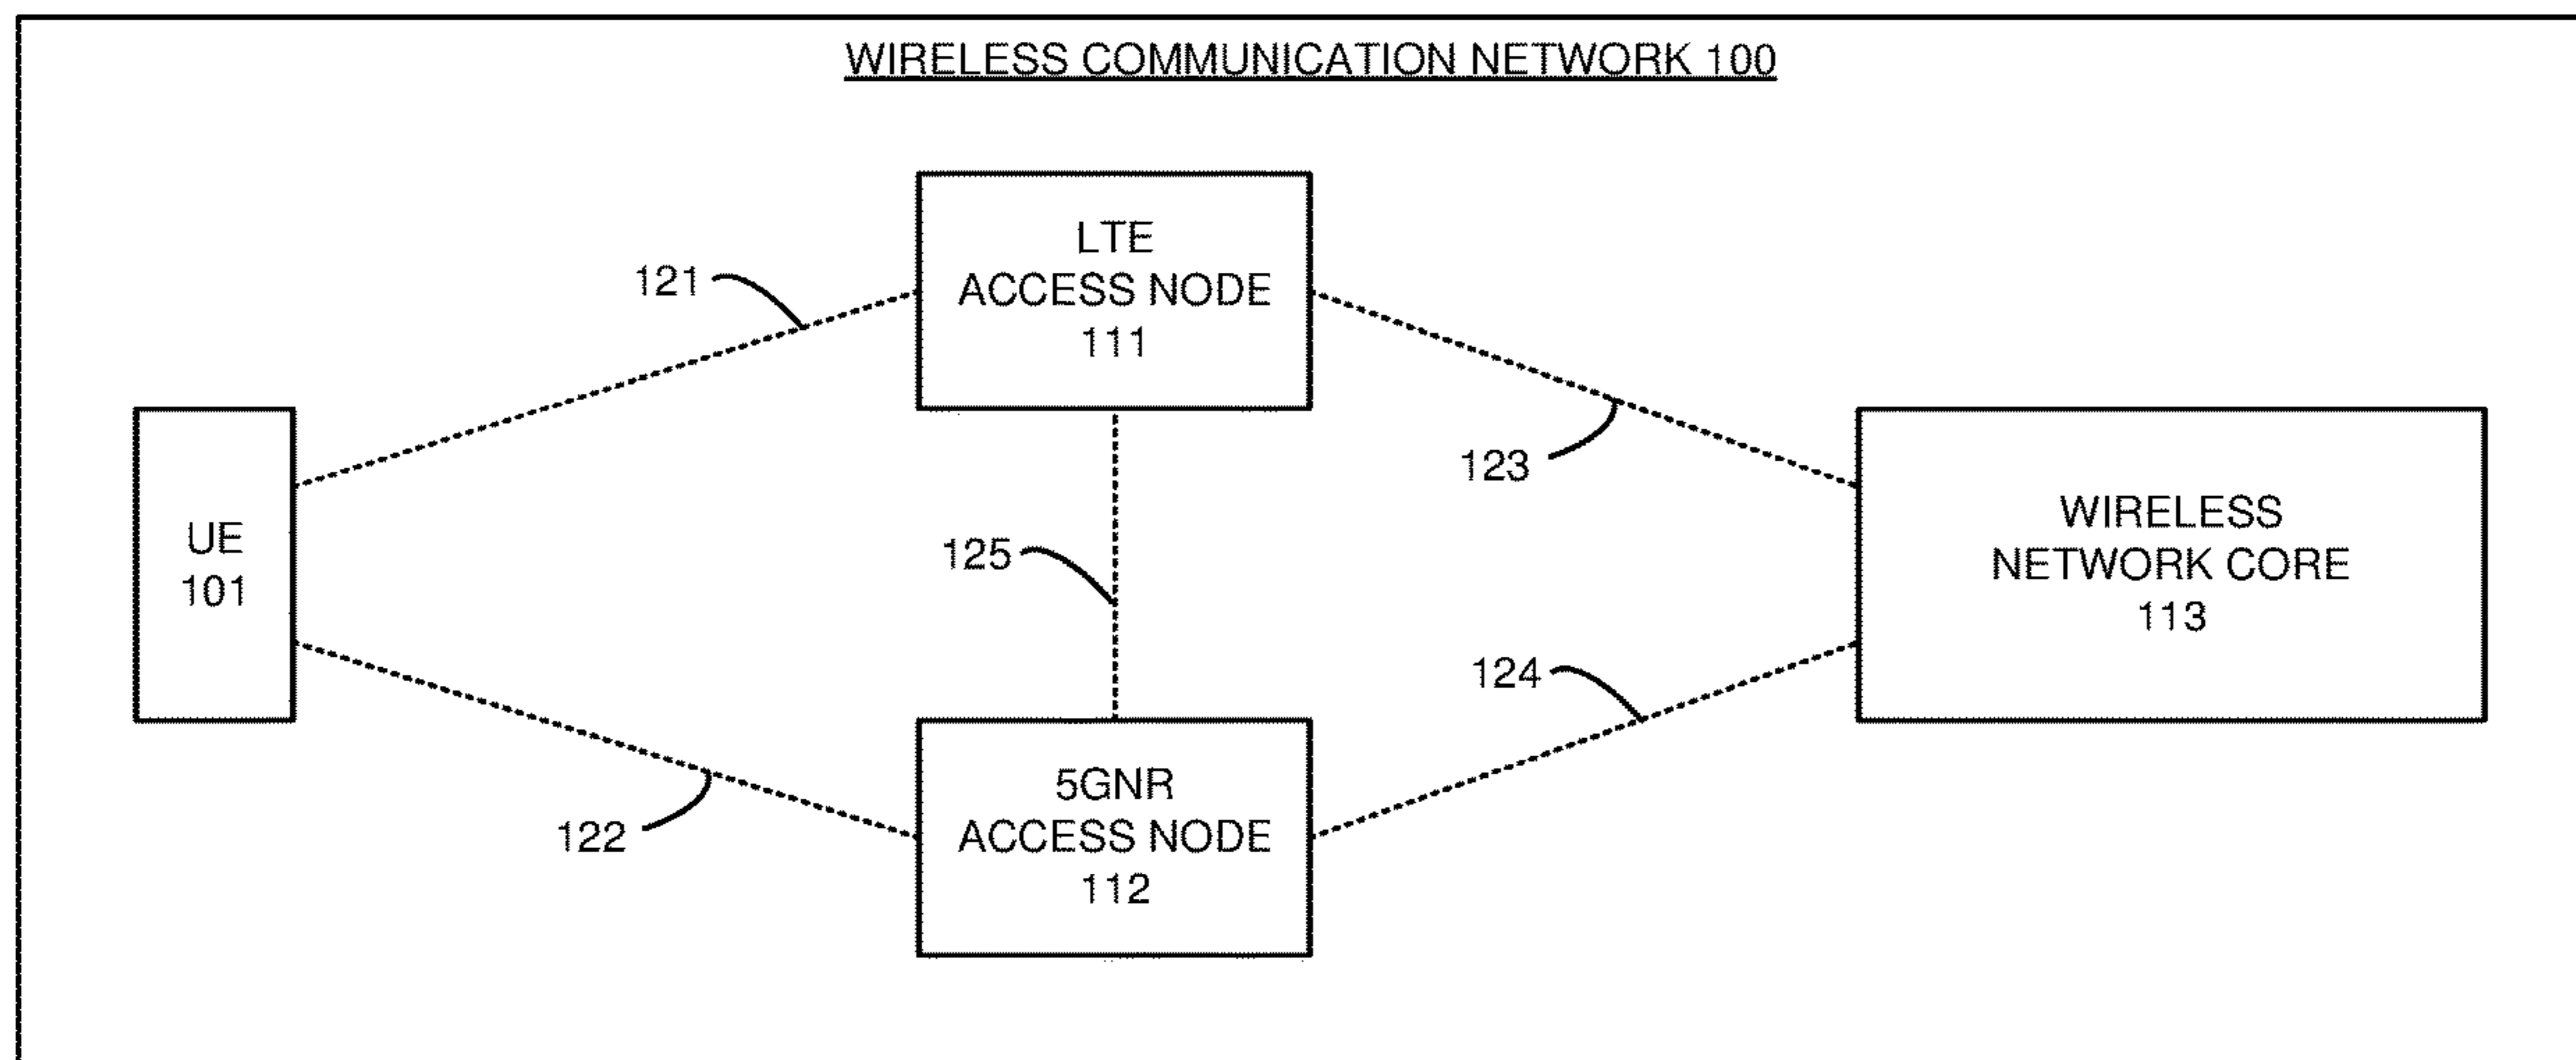 WIRELESS COMMUNICATION NETWORK 100
LTE
ACCESS NODE
111
121
123
UE
101
125
WIRELESS
NETWORK CORE
113
124
122
5GNR
ACCESS NODE
112